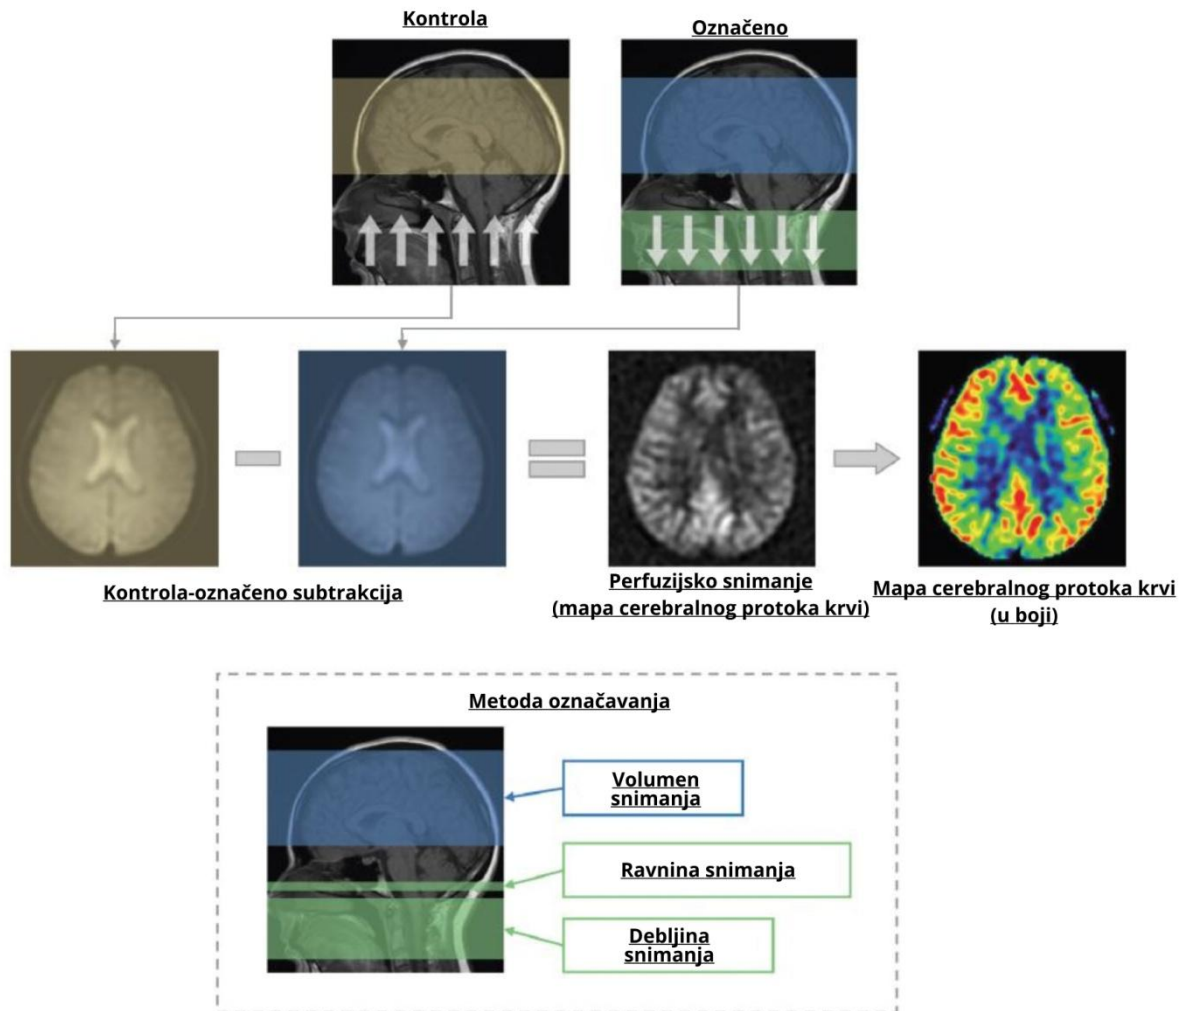 Kontrola
Označeno
Kontrola-označeno subtrakcija
Perfuzijsko snimanje
(mapa cerebralnog protoka krvi)
Mapa cerebralnog protoka krvi
(u boji)
Metoda označavanja
Volumen
snimanja
Ravnina snimanja
Debljina
snimanja